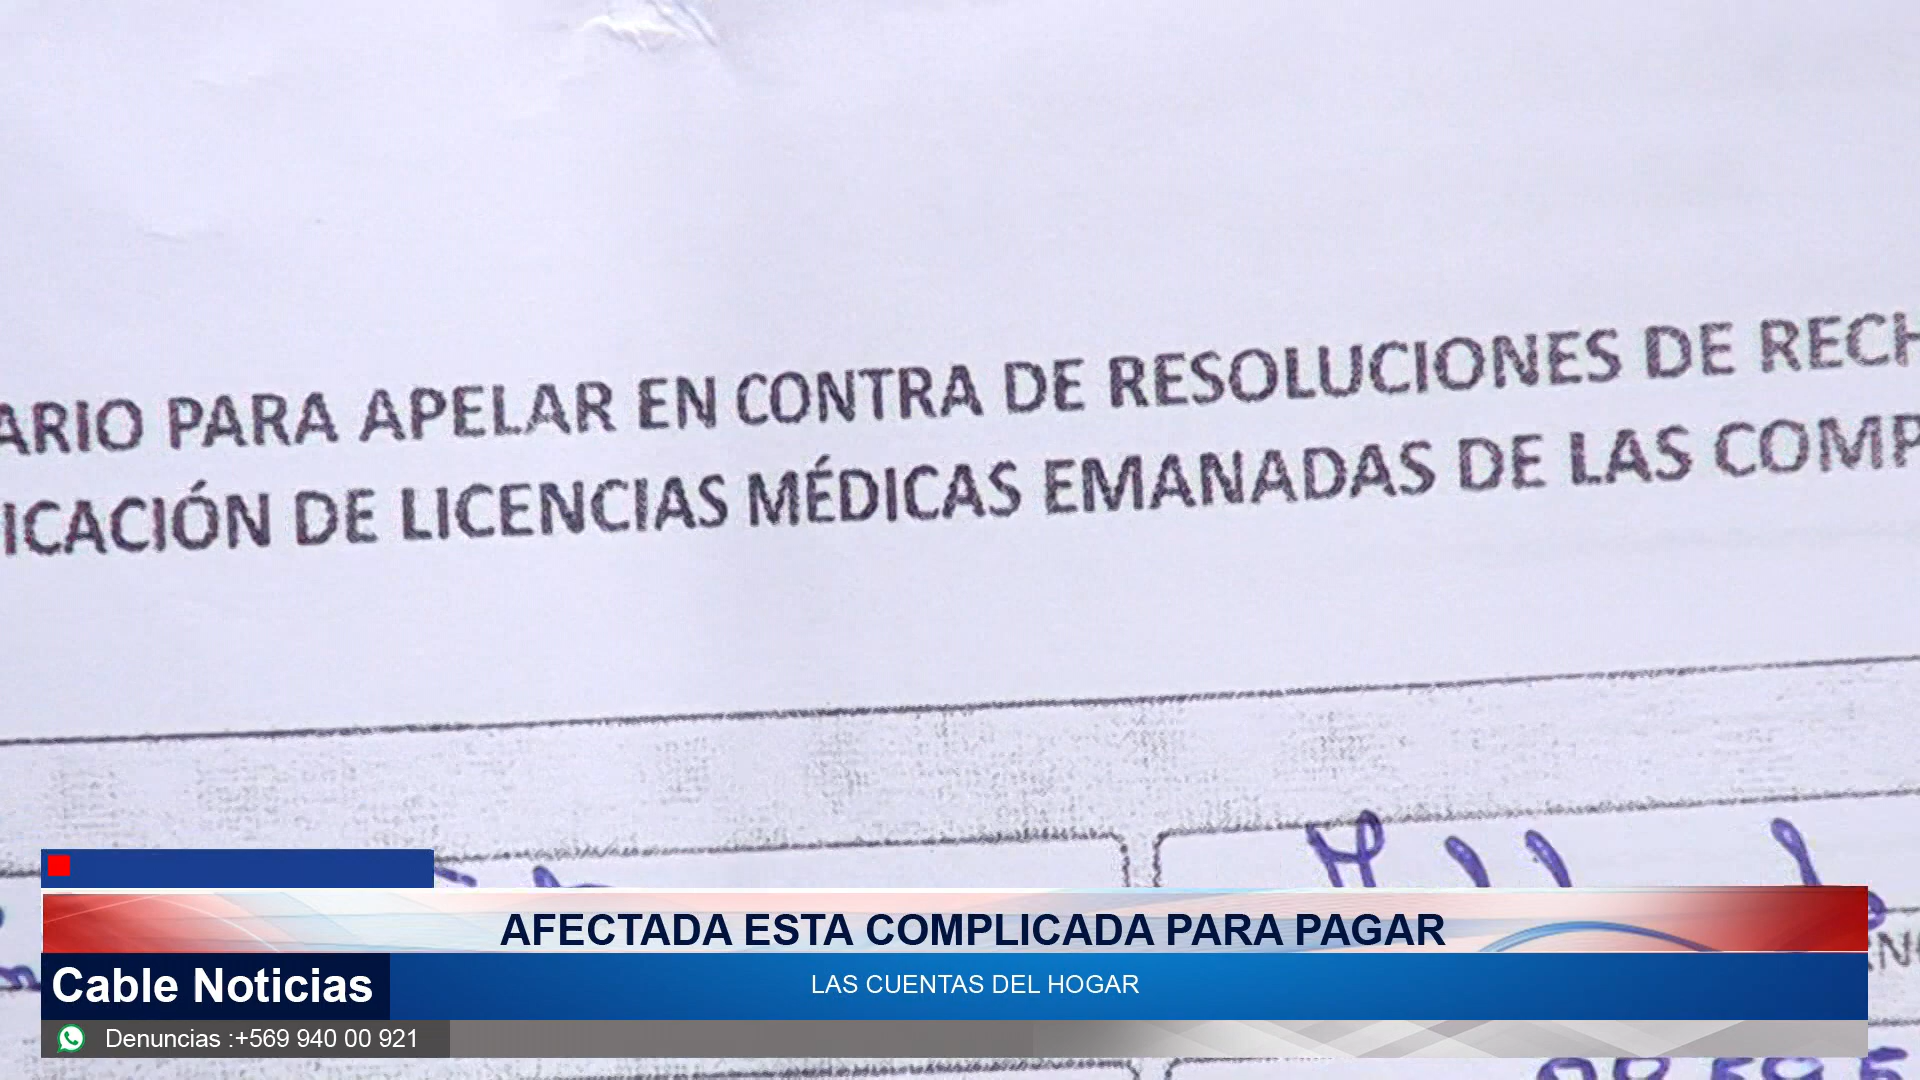 ARIO PARA APELAR EN CONTRA DE RESOLUCIONES DE RECH
ICACIÓN DE LICENCIAS MÉDICAS EMANADAS DE LAS COMP
AFECTADA ESTA COMPLICADA PARA PAGAR
Cable Noticias
LAS CUENTAS DEL HOGAR
Denuncias :+569 940 00 921